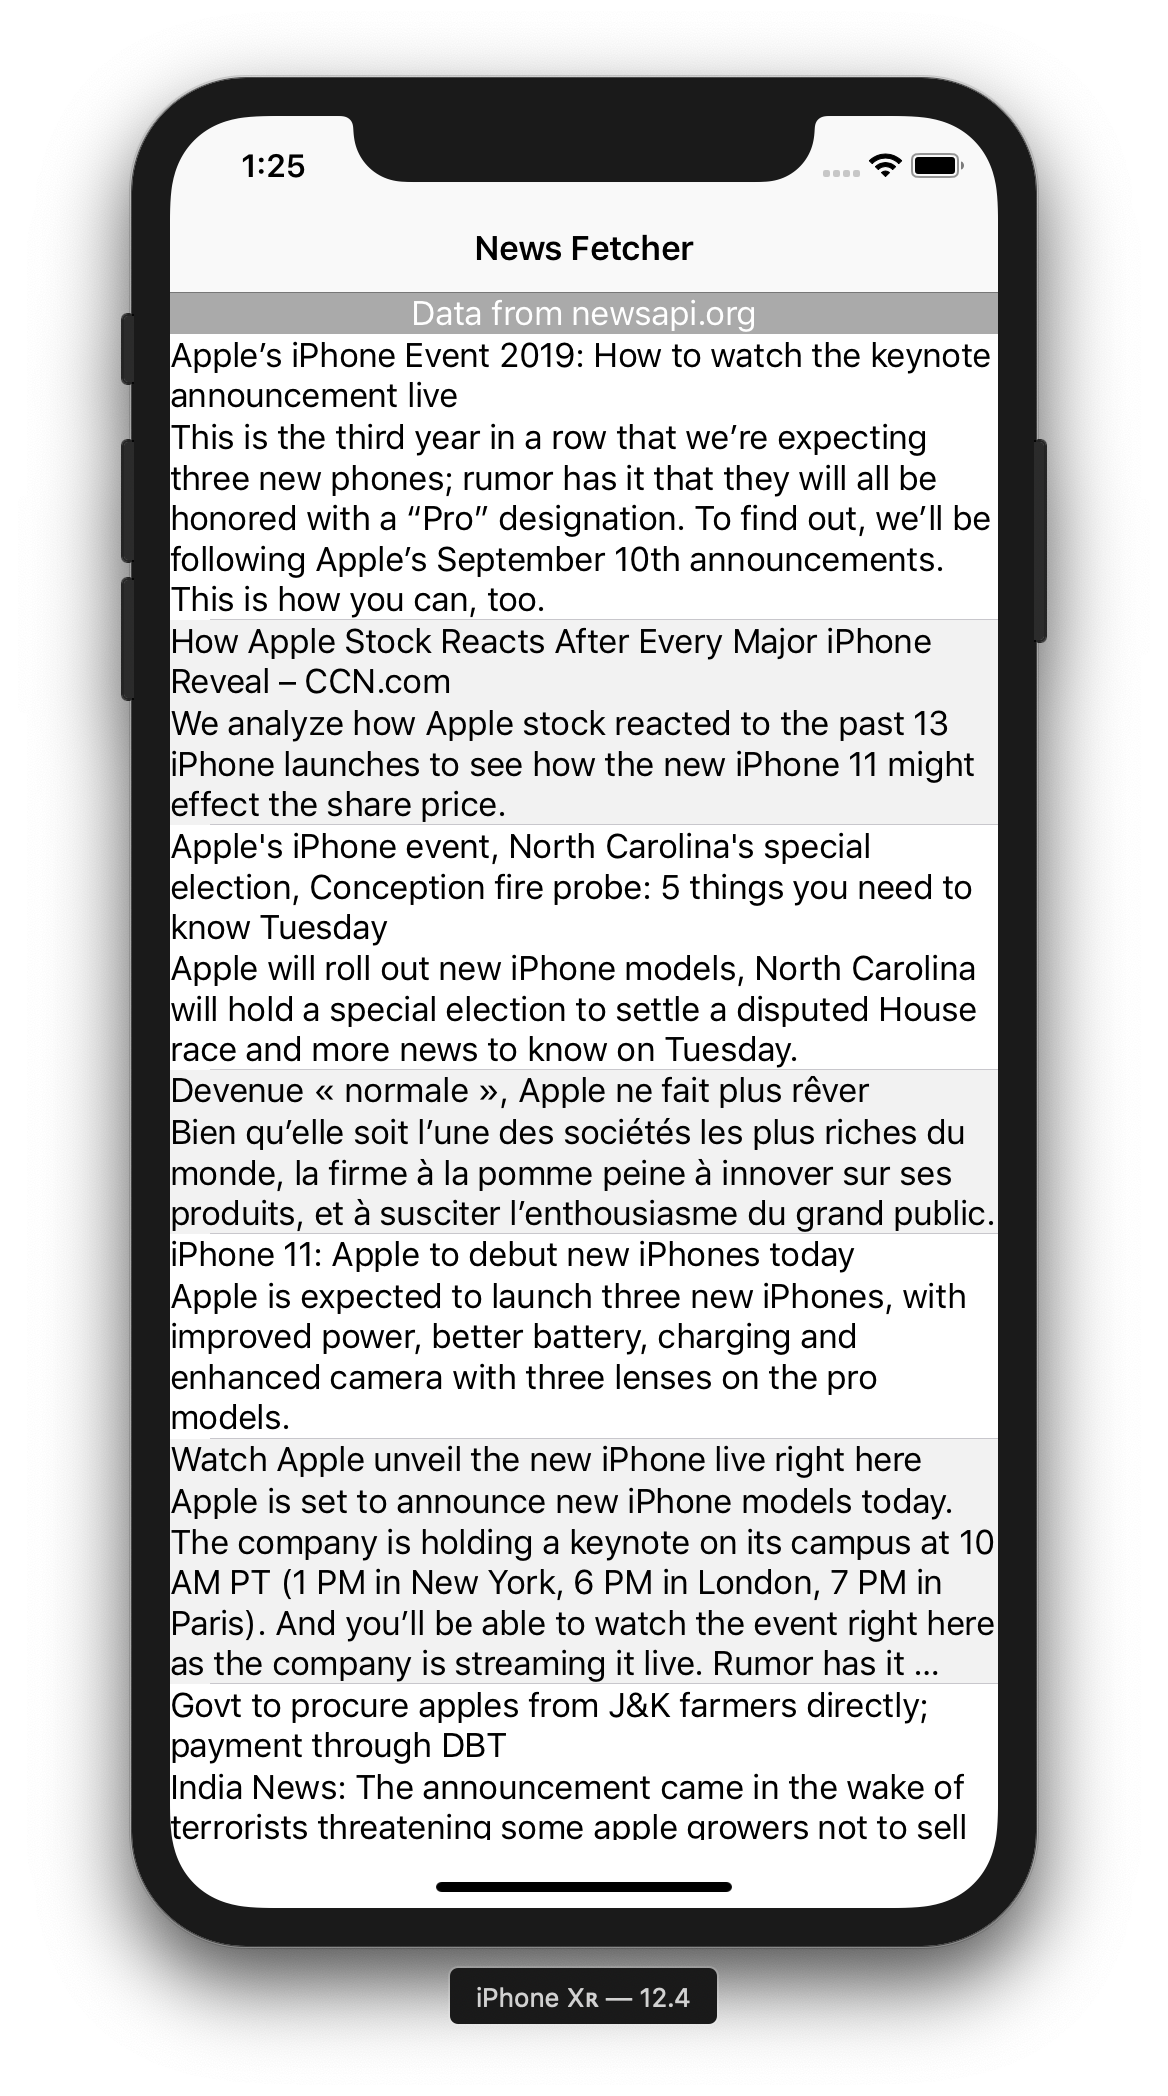 1:25
News Fetcher
Data from newsapi.org
Apple’s iPhone Event 2019: How to watch the keynote
announcement live
This is the third year in a row that we’re expecting
three new phones; rumor has it that they will all be
honored with a “Pro” designation. To find out, we’ll be
following Apple’s September 10th announcements.
This is how you can, too.
How Apple Stock Reacts After Every Major iPhone
Reveal – CCN.com
We analyze how Apple stock reacted to the past 13
iPhone launches to see how the new iPhone 11 might
effect the share price.
Apple's iPhone event, North Carolina's special
election, Conception fire probe: 5 things you need to
know Tuesday
Apple will roll out new iPhone models, North Carolina
will hold a special election to settle a disputed House
race and more news to know on Tuesday.
Devenue « normale », Apple ne fait plus rêver
Bien qu’elle soit l’une des sociétés les plus riches du
monde, la firme à la pomme peine à innover sur ses
produits, et à susciter l’enthousiasme du grand public.
iPhone 11: Apple to debut new iPhones today
Apple is expected to launch three new iPhones, with
improved power, better battery, charging and
enhanced camera with three lenses on the pro
models.
Watch Apple unveil the new iPhone live right here
Apple is set to announce new iPhone models today.
The company is holding a keynote on its campus at 10
AM PT (1 PM in New York, 6 PM in London, 7 PM in
Paris). And you’ll be able to watch the event right here
as the company is streaming it live. Rumor has it …
Govt to procure apples from J&K farmers directly;
payment through DBT
India News: The announcement came in the wake of
terrorists threatening some apple growers not to sell
iPhone Xʀ — 12.4